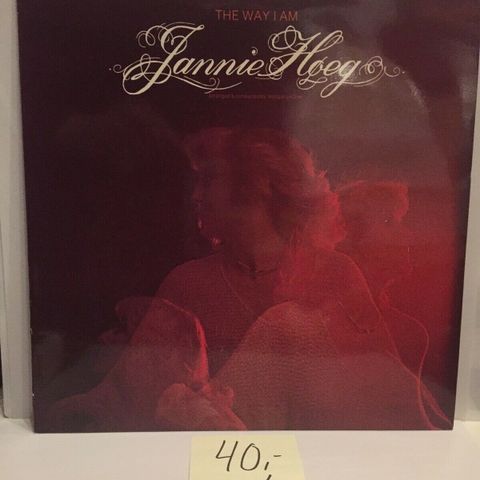 THE WAY I AM
Jannie Høeg
40,-